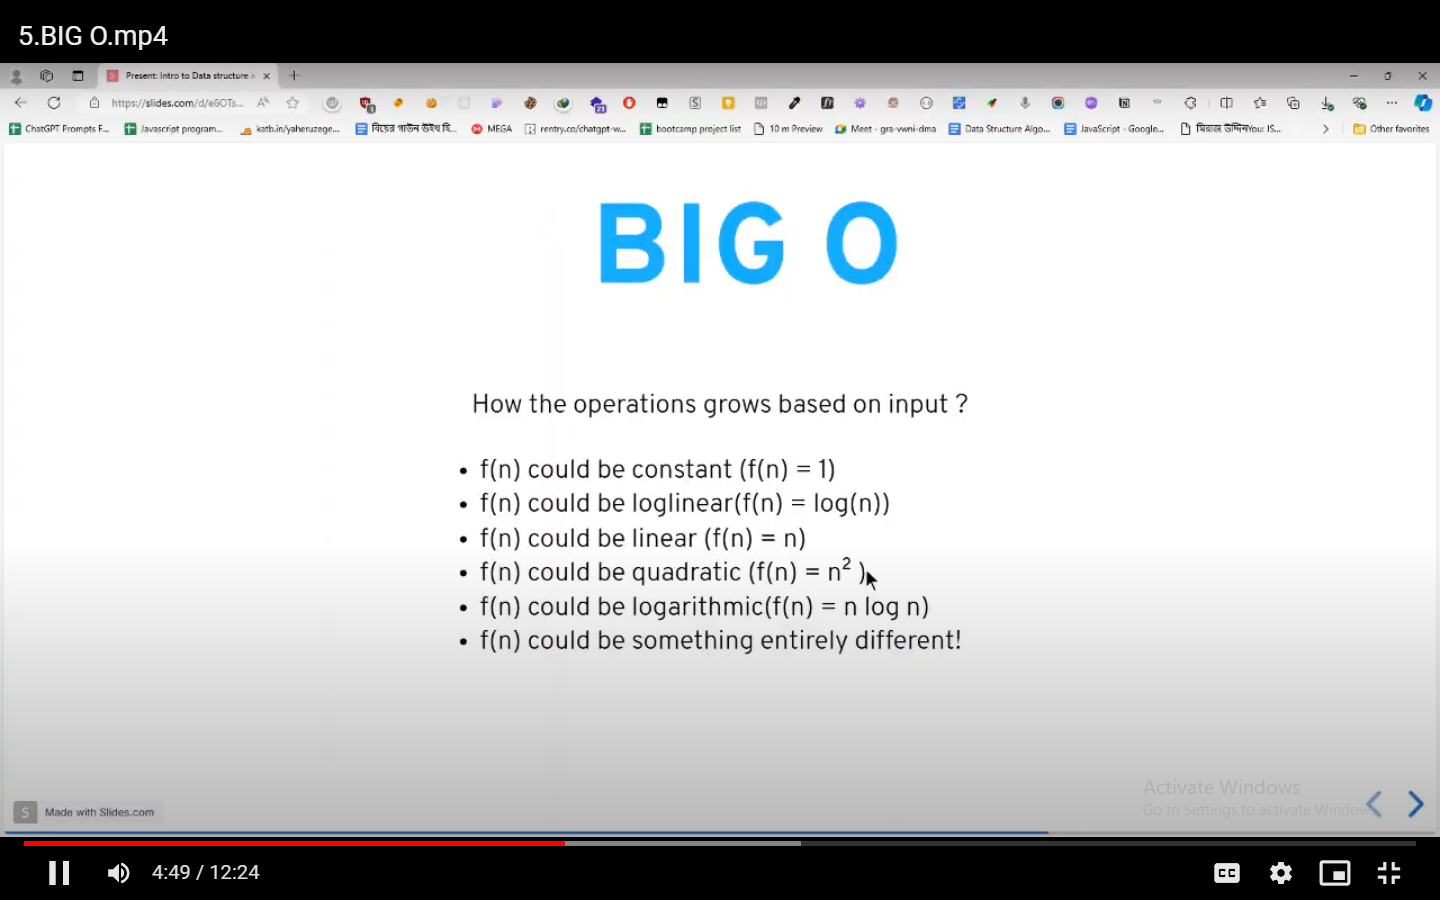 5.BIG O.mp4
Present: Intro to Data structure a
https://slides.com/d/e6OTs...
ChatGPT Prompts F... Javascript program... katb.in/yaheruzege... বিয়ের গাউন উইথ হি... MEGA rentry.co/chatgpt-w... bootcamp project list 10 m Preview Meet - gra-vwni-dma Data Structure Algo... JavaScript - Google... মিরাজ উদ্দিনYou: IS... Other favorites
BIG O
How the operations grows based on input ?
• f(n) could be constant (f(n) = 1)
• f(n) could be loglinear(f(n) = log(n))
• f(n) could be linear (f(n) = n)
• f(n) could be quadratic (f(n) = n² )
• f(n) could be logarithmic(f(n) = n log n)
• f(n) could be something entirely different!
Activate Windows
Go to Settings to activate Windows
S Made with Slides.com
4:49 / 12:24
CC